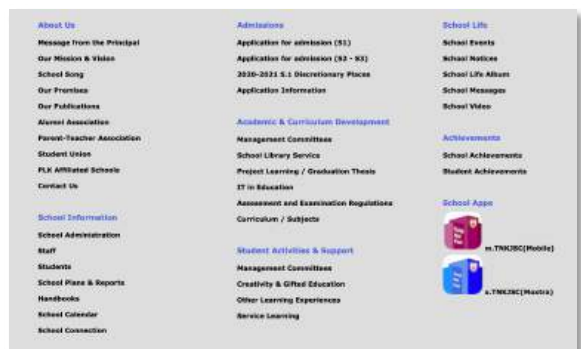 About Us
Message from the Principal
Our Mission & Vision
School Song
Our Premises
Our Publications
Alumni Association
Parent-Teacher Association
Student Union
PLK Affiliated Schools
Contact Us
School Information
School Administration
Staff
Students
School Plans & Reports
Handbooks
School Calendar
School Connection
Admissions
Application for admission (S1)
Application for admission (S2 - S3)
2020-2021 S.1 Discretionary Places
Application Information
Academic & Curriculum Development
Management Committees
School Library Service
Project Learning / Graduation Thesis
IT in Education
Assessment and Examination Regulations
Curriculum / Subjects
Student Activities & Support
Management Committees
Creativity & Gifted Education
Other Learning Experiences
Service Learning
School Life
School Events
School Notices
School Life Album
School Messages
School Video
Achievements
School Achievements
Student Achievements
School Apps
m.TNKJSC(Mobile)